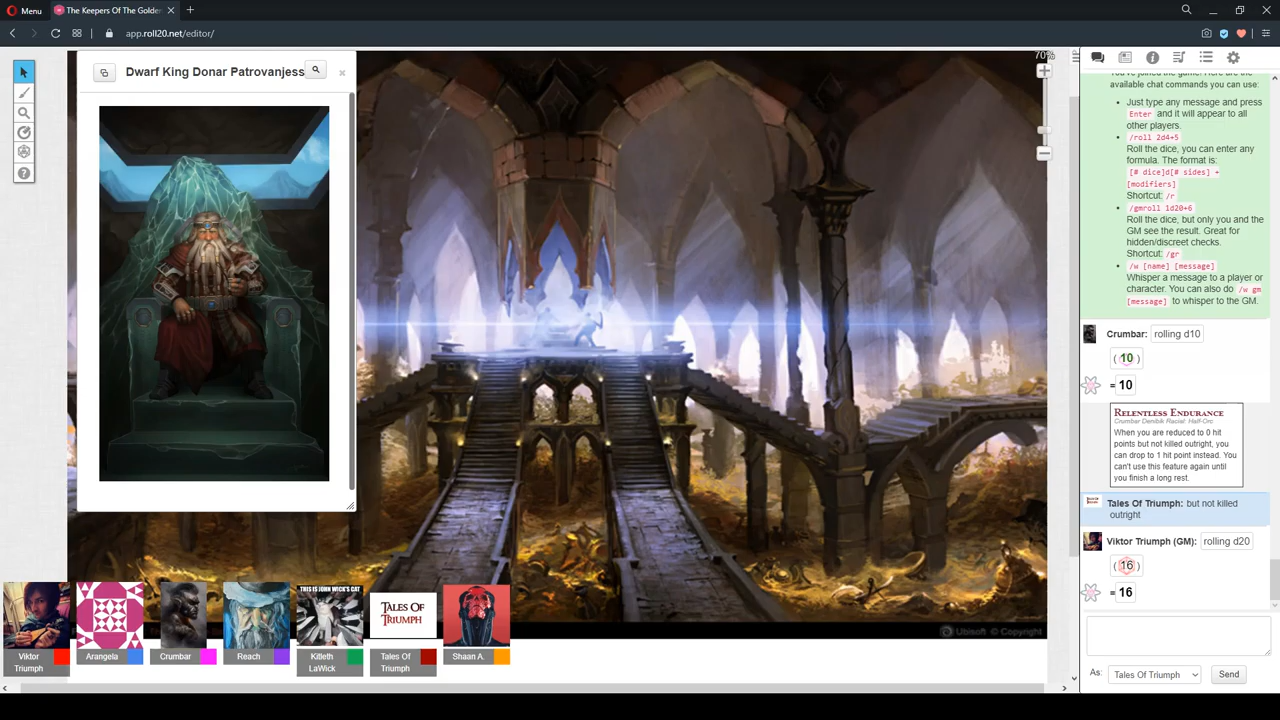 Menu
The Keepers Of The Golde
app.roll20.net/editor/
Dwarf King Donar Patrovanjess
70%
You've joined the game! Here are the
available chat commands you can
use:
Just type any message and press
Enter and it will appear to all
other players.
/roll 2d4+5
Roll the dice, you can enter any
formula. The format is:
[# dice]d[# sides] +
[modifiers]
Shortcut: /r
/gmroll 1d20+6
Roll the dice, but only you and the
GM see the result. Great for
hidden/discreet checks.
Shortcut: /gr
/w [name] [message]
Whisper a message to a player or
character. You can also do /w gm
[message] to whisper to the GM.
Crumbar: rolling d10
(10)
= 10
Relentless Endurance
Crumbar Denibik Racial: Half-Orc
When you are reduced to 0 hit
points but not killed outright, you
can drop to 1 hit point instead. You
can't use this feature again until
you finish a long rest.
Tales Of Triumph: but not killed
outright
Viktor Triumph (GM): rolling d20
(16)
= 16
As: Tales Of Triumph Send
Ubisoft © Copyright
THIS IS JOHN WICK'S CAT
TALES OF
TRIUMPH
Viktor
Triumph
Arangela
Crumbar
Reach
Kitleth
LaWick
Tales Of
Triumph
Shaan A.